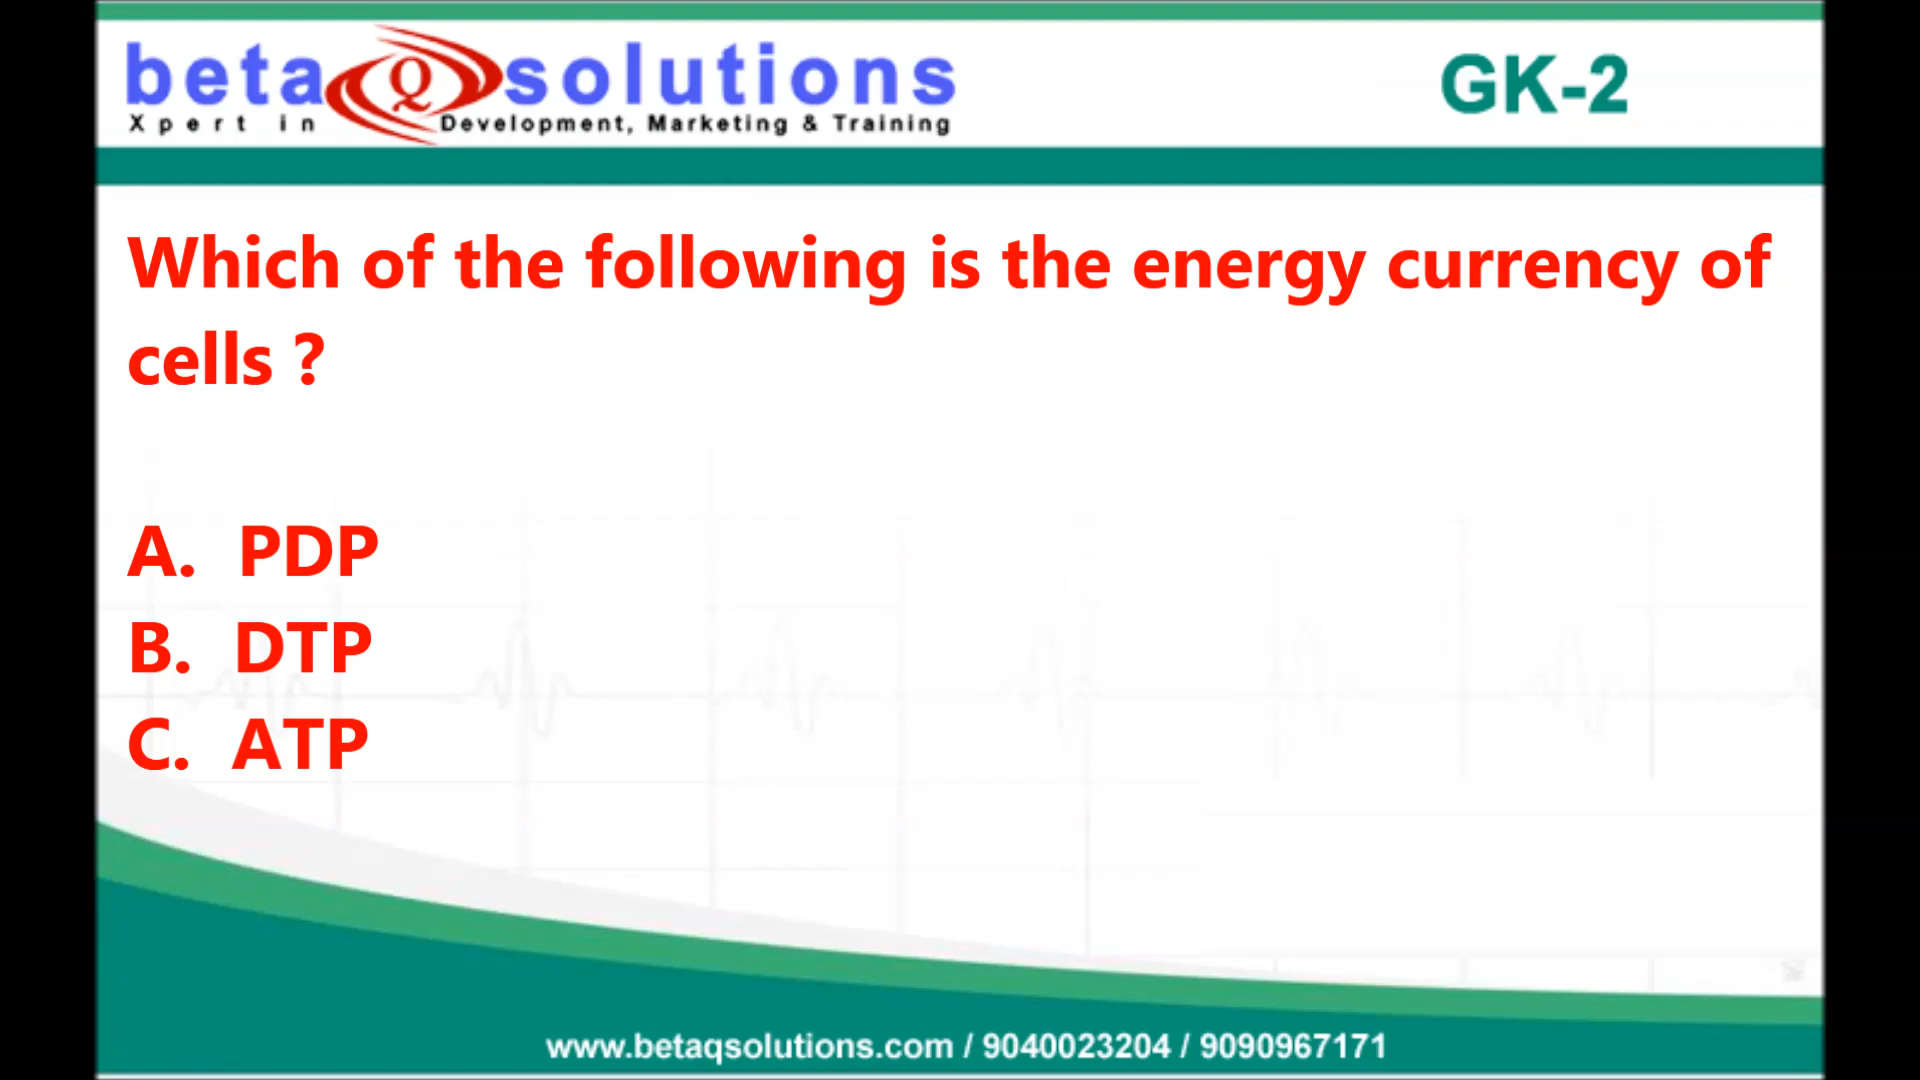 beta Q solutions
Xpert in Development, Marketing & Training
GK-2
Which of the following is the energy currency of
cells ?
A. PDP
B. DTP
C. ATP
www.betaqsolutions.com / 9040023204 / 9090967171